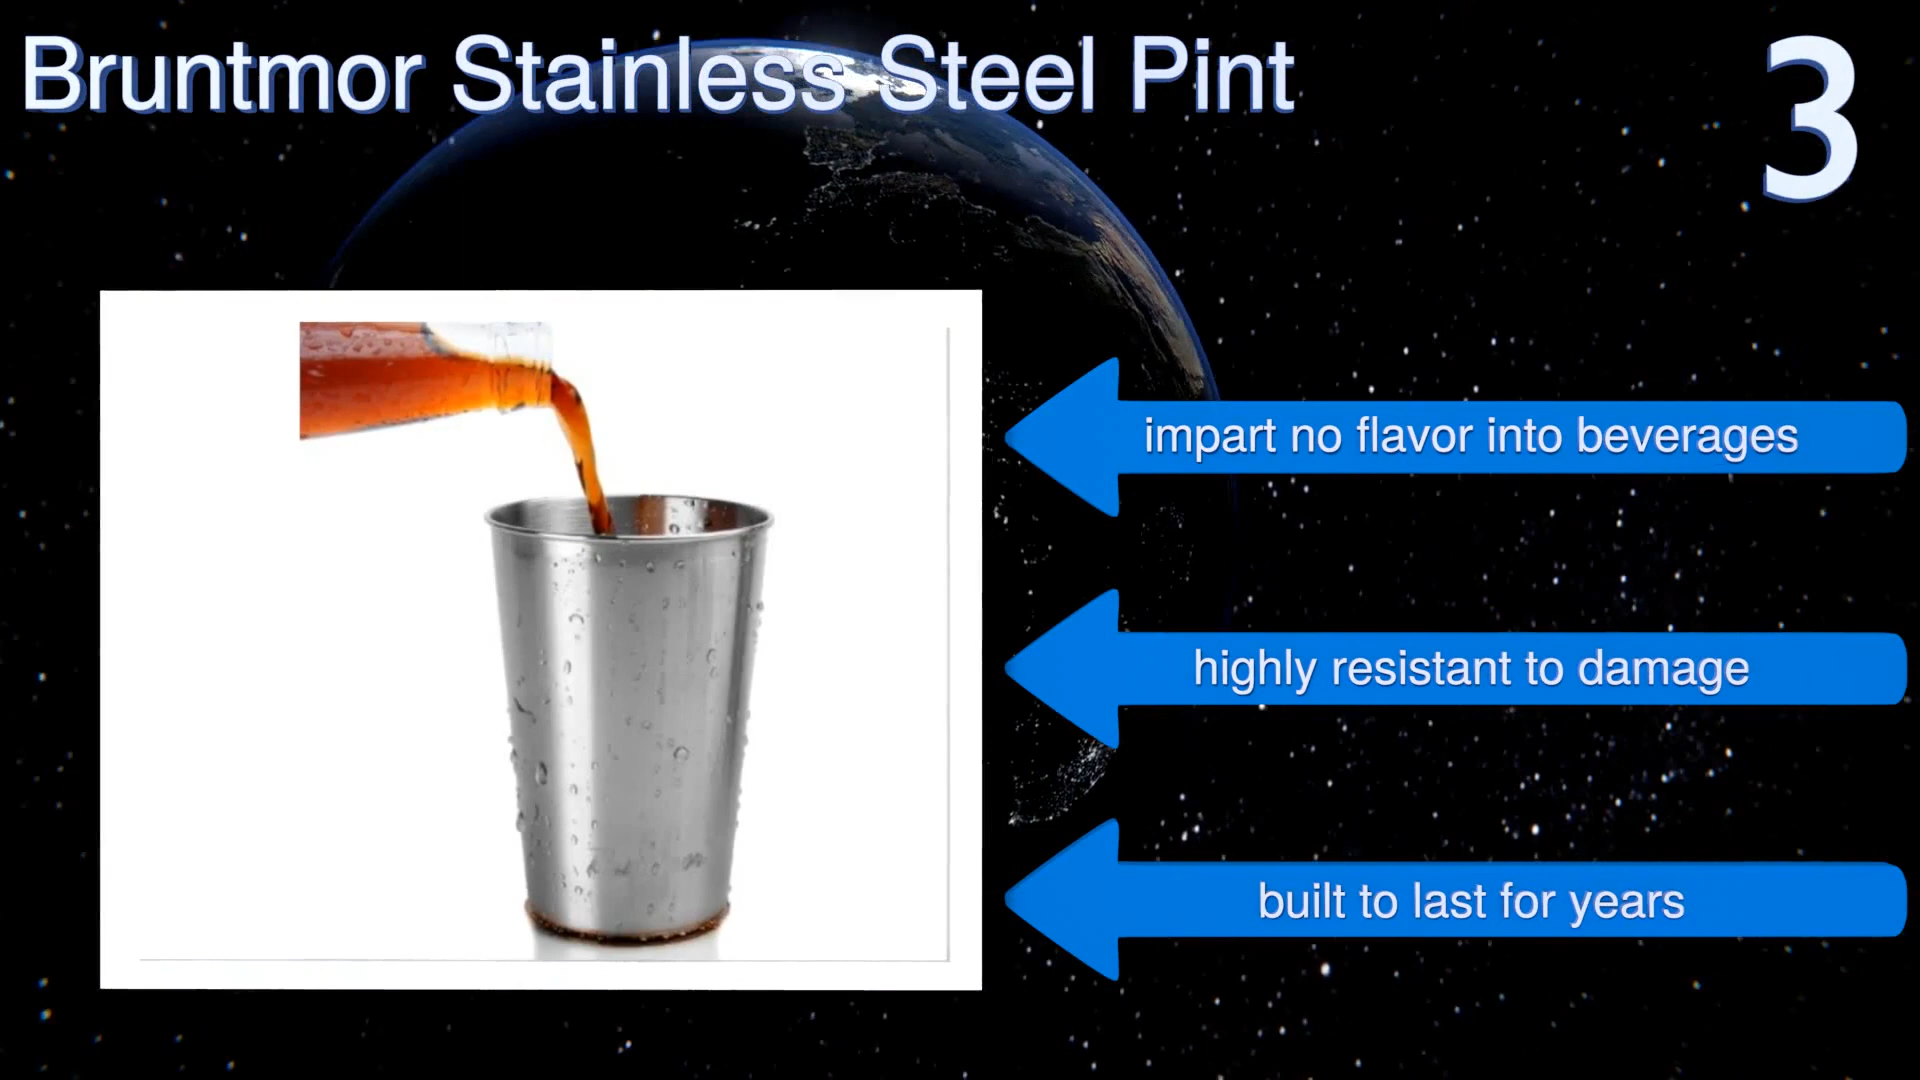 Bruntmor Stainless Steel Pint
3
impart no flavor into beverages
highly resistant to damage
built to last for years